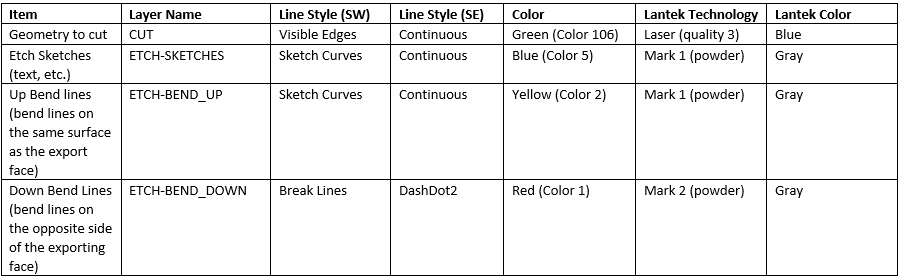 Item Layer Name Line Style (SW) Line Style (SE) Color Lantek Technology Lantek Color
Geometry to cut CUT Visible Edges Continuous Green (Color 106) Laser (quality 3) Blue
Etch Sketches ETCH-SKETCHES Sketch Curves Continuous Blue (Color 5) Mark 1 (powder) Gray
(text, etc.)
Up Bend lines ETCH-BEND_UP Sketch Curves Continuous Yellow (Color 2) Mark 1 (powder) Gray
(bend lines on
the same surface
as the export
face)
Down Bend Lines ETCH-BEND_DOWN Break Lines DashDot2 Red (Color 1) Mark 2 (powder) Gray
(bend lines on
the opposite side
of the exporting
face)